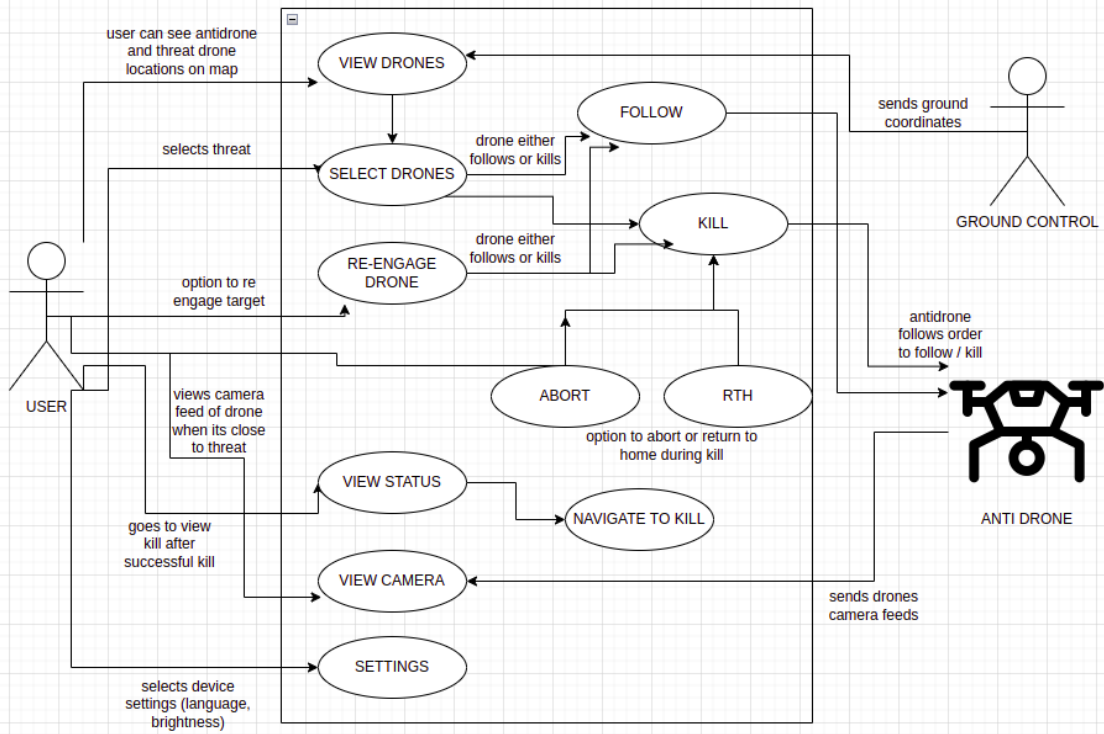 user can see antidrone
and threat drone
locations on map
VIEW DRONES
FOLLOW
sends ground
coordinates
selects threat
drone either
follows or kills
SELECT DRONES
GROUND CONTROL
KILL
drone either
follows or kills
RE-ENGAGE
DRONE
option to re
engage target
antidrone
follows order
to follow / kill
USER
views camera
feed of drone
when its close
to threat
ABORT
RTH
option to abort or return to
home during kill
VIEW STATUS
NAVIGATE TO KILL
ANTI DRONE
goes to view
kill after
successful kill
VIEW CAMERA
sends drones
camera feeds
SETTINGS
selects device
settings (language,
brightness)